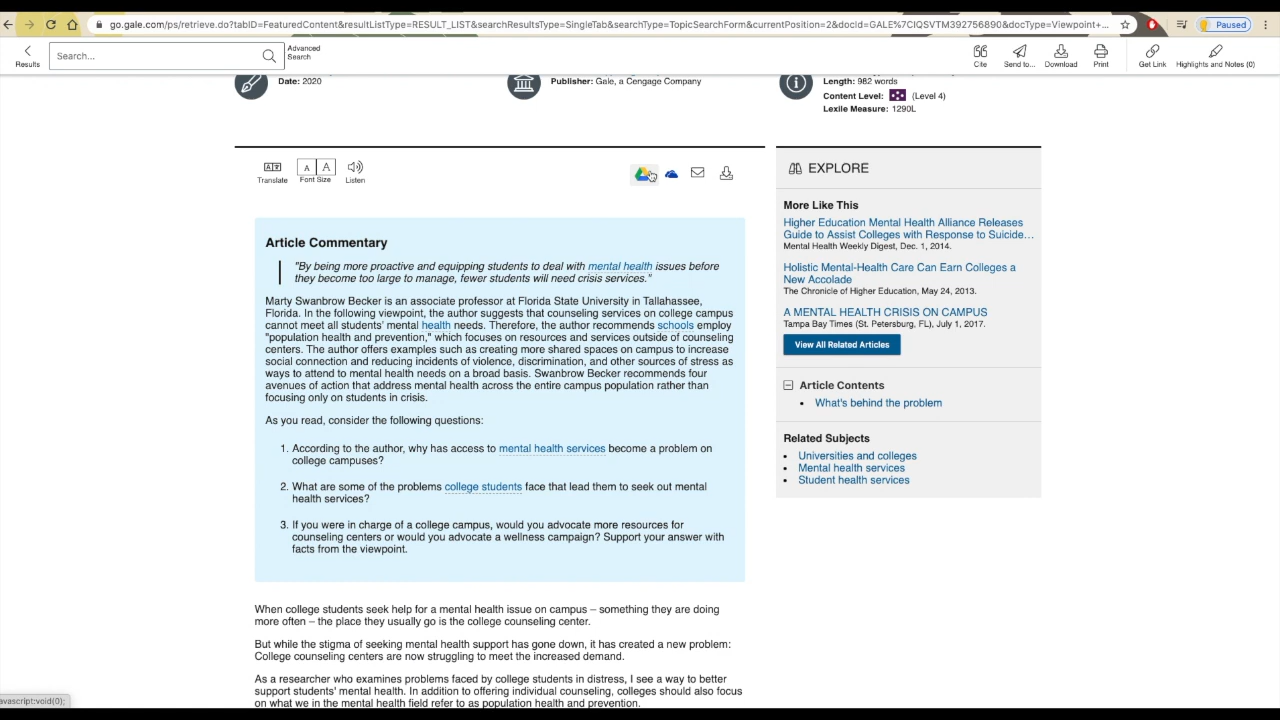 go.gale.com/ps/retrieve.do?tabID=FeaturedContent&resultListType=RESULT_LIST&searchResultsType=SingleTab&searchType=TopicSearchForm&currentPosition=2&docId=GALE%7CIQSVTM392756890&docType=Viewpoint+...
Paused
Results
Search...
Advanced
Search
Cite
Send to...
Download
Print
Get Link
Highlights and Notes (0)
Date: 2020
Publisher: Gale, a Cengage Company
Length: 982 words
Content Level: (Level 4)
Lexile Measure: 1290L
Translate
A A
Font Size
Listen
Article Commentary
"By being more proactive and equipping students to deal with mental health issues before
they become too large to manage, fewer students will need crisis services."
Marty Swanbrow Becker is an associate professor at Florida State University in Tallahassee,
Florida. In the following viewpoint, the author suggests that counseling services on college campus
cannot meet all students' mental health needs. Therefore, the author recommends schools employ
"population health and prevention," which focuses on resources and services outside of counseling
centers. The author offers examples such as creating more shared spaces on campus to increase
social connection and reducing incidents of violence, discrimination, and other sources of stress as
ways to attend to mental health needs on a broad basis. Swanbrow Becker recommends four
avenues of action that address mental health across the entire campus population rather than
focusing only on students in crisis.
As you read, consider the following questions:
1. According to the author, why has access to mental health services become a problem on
college campuses?
2. What are some of the problems college students face that lead them to seek out mental
health services?
3. If you were in charge of a college campus, would you advocate more resources for
counseling centers or would you advocate a wellness campaign? Support your answer with
facts from the viewpoint.
When college students seek help for a mental health issue on campus – something they are doing
more often – the place they usually go is the college counseling center.
But while the stigma of seeking mental health support has gone down, it has created a new problem:
College counseling centers are now struggling to meet the increased demand.
As a researcher who examines problems faced by college students in distress, I see a way to better
support students' mental health. In addition to offering individual counseling, colleges should also focus
on what we in the mental health field refer to as population health and prevention.
EXPLORE
More Like This
Higher Education Mental Health Alliance Releases
Guide to Assist Colleges with Response to Suicide...
Mental Health Weekly Digest, Dec. 1, 2014.
Holistic Mental-Health Care Can Earn Colleges a
New Accolade
The Chronicle of Higher Education, May 24, 2013.
A MENTAL HEALTH CRISIS ON CAMPUS
Tampa Bay Times (St. Petersburg, FL), July 1, 2017.
View All Related Articles
Article Contents
• What's behind the problem
Related Subjects
• Universities and colleges
• Mental health services
• Student health services
avascript:void(0);